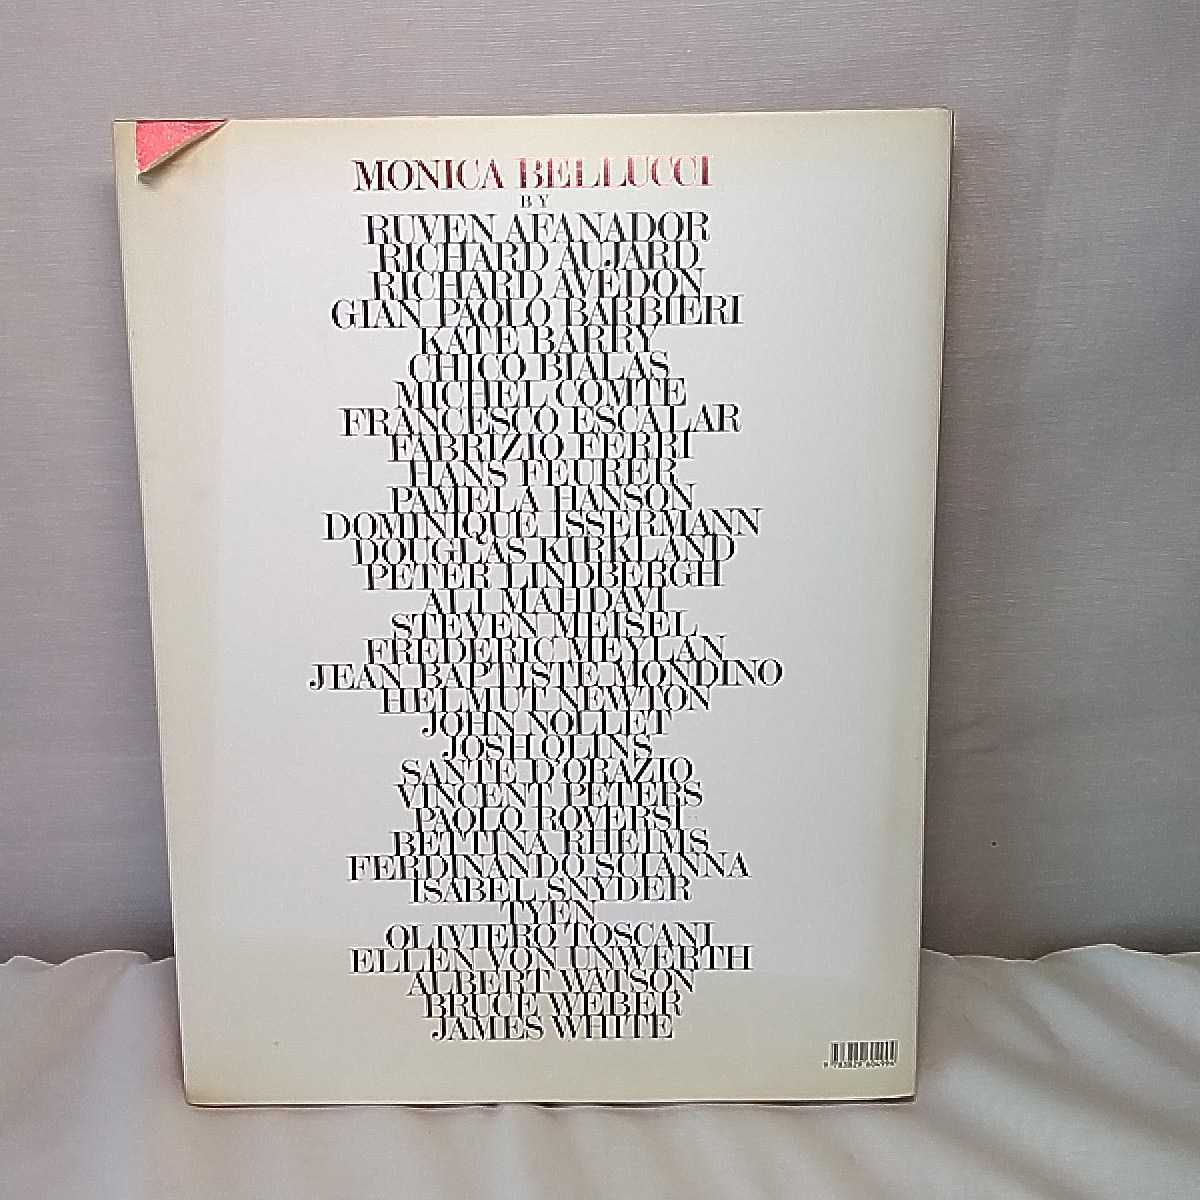 MONICA BELLUCCI
BY
RUVEN AFANADOR
RICHARD AUJARD
RICHARD AVEDON
GIAN PAOLO BARBIERI
KATE BARRY
CHICO BIALAS
MICHEL COMTE
FRANCESCO ESCALAR
FABRIZIO FERRI
HANS FEURER
PAMELA HANSON
DOMINIQUE ISSERMANN
DOUGLAS KIRKLAND
PETER LINDBERGH
ALI MAHDAVI
STEVEN MEISEL
FREDERIC MEYLAN
JEAN BAPTISTE MONDINO
HELMUT NEWTON
JOHN NOLLET
JOSH OLINS
SANTE D'ORAZIO
VINCENT PETERS
PAOLO ROVERSI
BETTINA RHEIMS
FERDINANDO SCIANNA
ISABEL SNYDER
TYEN
OLIVIERO TOSCANI
ELLEN VON UNWERTH
ALBERT WATSON
BRUCE WEBER
JAMES WHITE
9 783829 604994